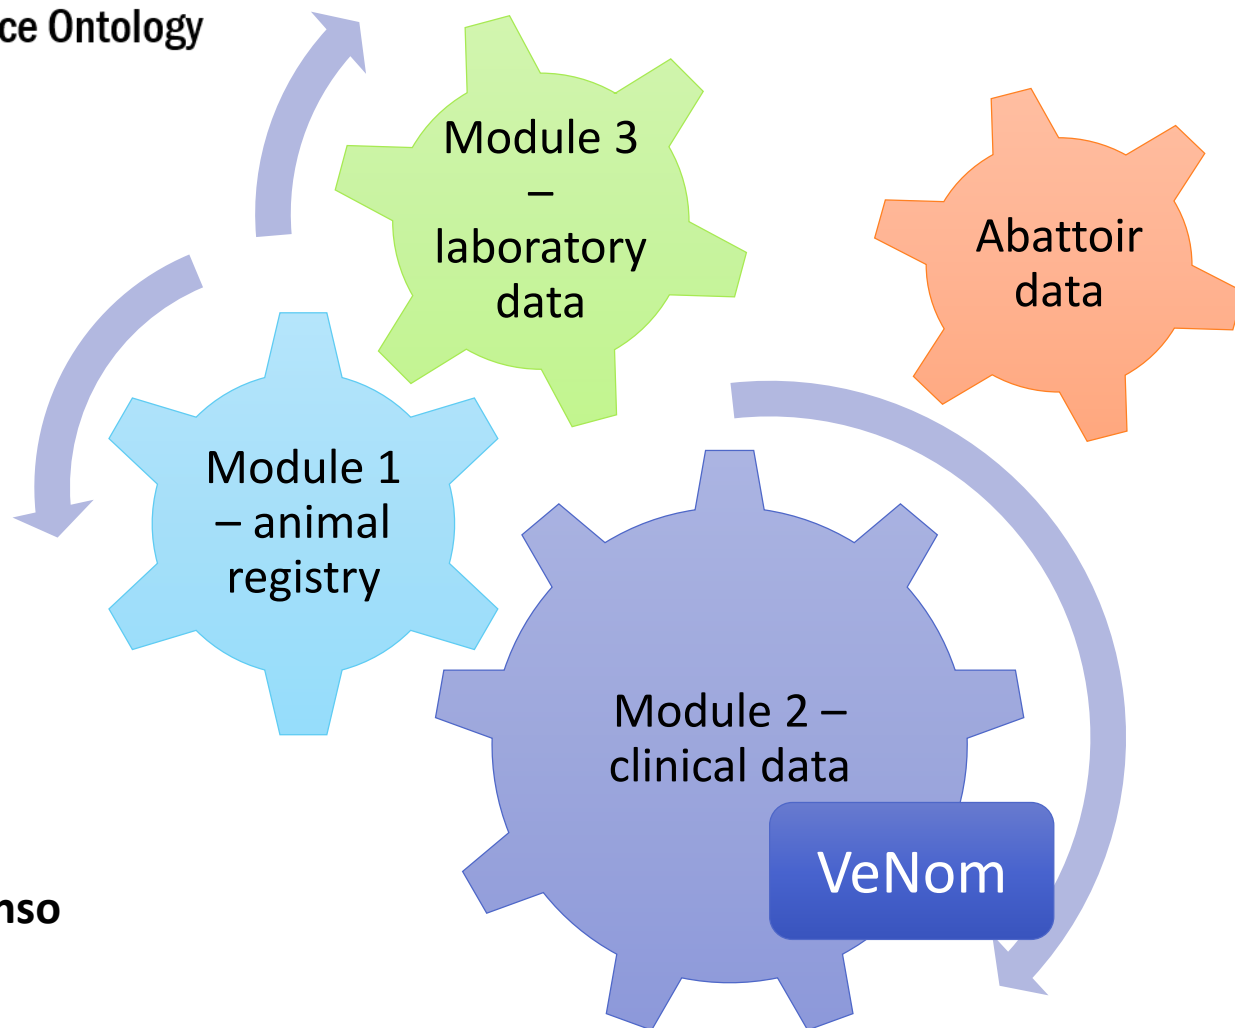 ce Ontology
Module 3
–
laboratory
data
Abattoir
data
Module 1
– animal
registry
Module 2 –
clinical data
VeNom
nso